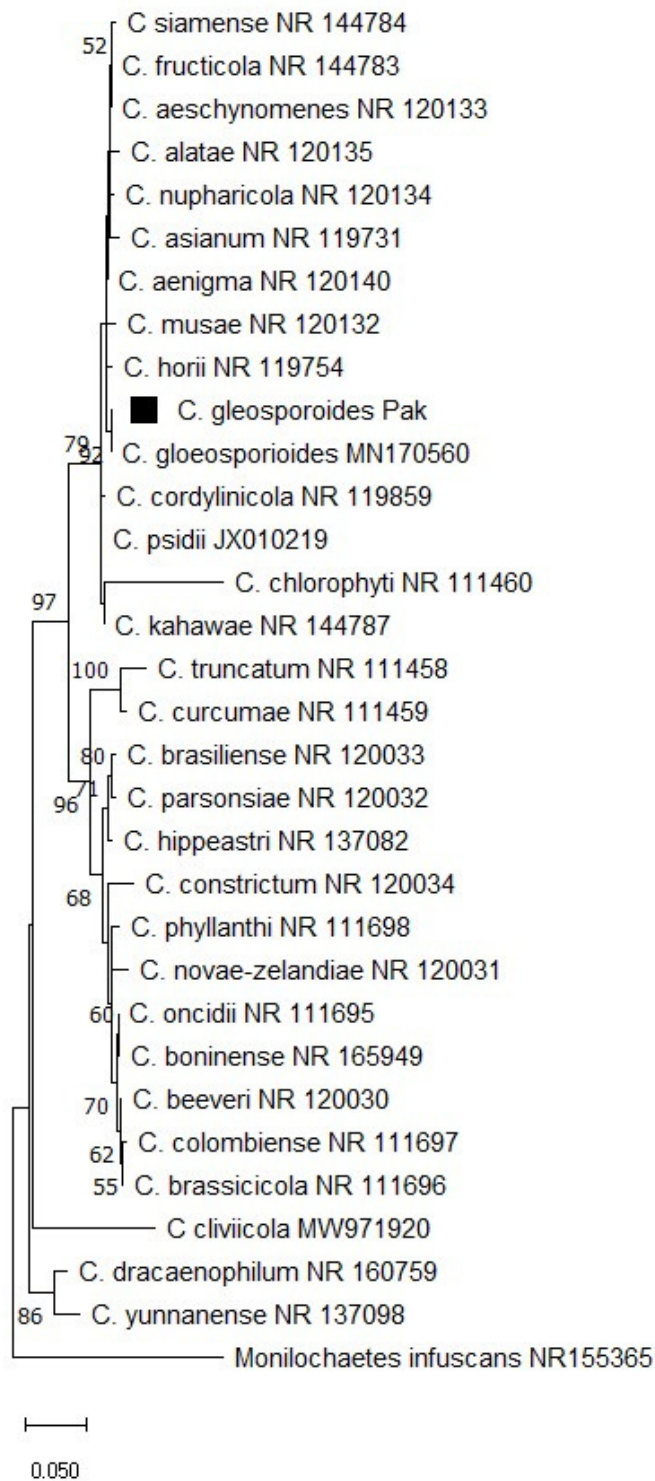 C siamense NR 144784
52
C. fructicola NR 144783
C. aeschynomenes NR 120133
C. alatae NR 120135
C. nupharicola NR 120134
C. asianum NR 119731
C. aenigma NR 120140
C. musae NR 120132
C. horii NR 119754
C. gleosporoides Pak
79
92
C. gloeosporioides MN170560
C. cordylinicola NR 119859
C. psidii JX010219
C. chlorophyti NR 111460
97
C. kahawae NR 144787
100
C. truncatum NR 111458
C. curcumae NR 111459
80
C. brasiliense NR 120033
96
71
C. parsonsiae NR 120032
C. hippeastri NR 137082
68
C. constrictum NR 120034
C. phyllanthi NR 111698
C. novae-zelandiae NR 120031
60
C. oncidii NR 111695
C. boninense NR 165949
70
C. beeveri NR 120030
62
C. colombiense NR 111697
55
C. brassicicola NR 111696
C cliviicola MW971920
C. dracaenophilum NR 160759
86
C. yunnanense NR 137098
Monilochaetes infuscans NR155365
0.050